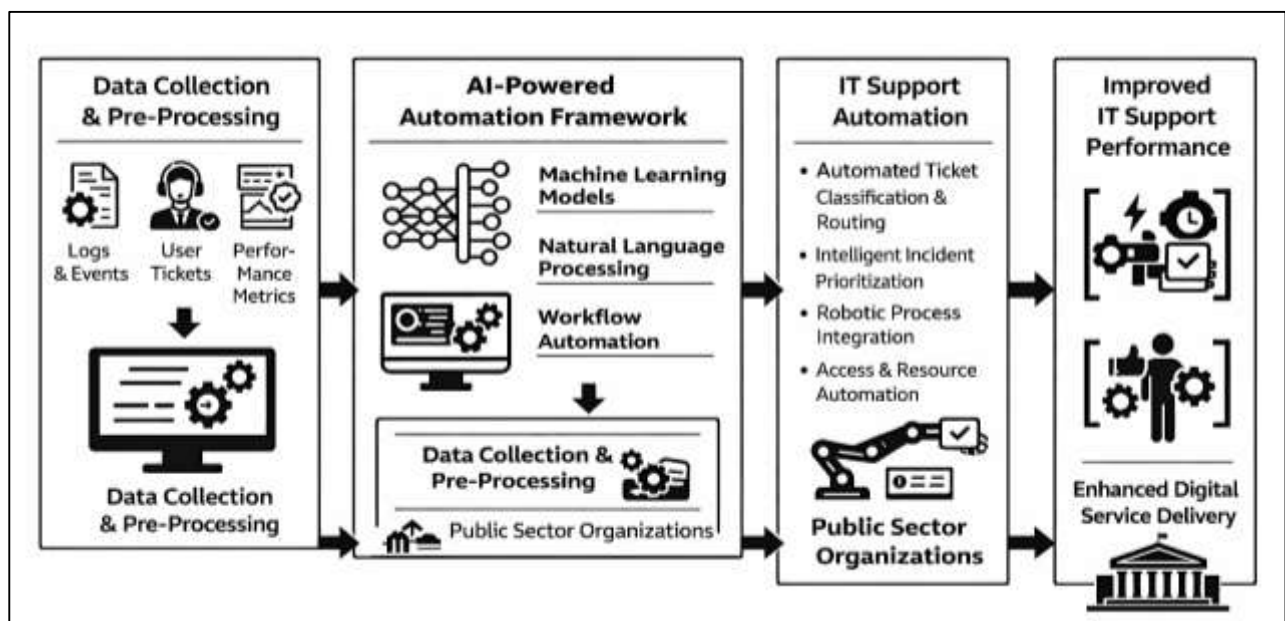 Data Collection
& Pre-Processing
Logs
& Events
User
Tickets
Perfor-
Mance
Metrics
Data Collection
& Pre-Processing
AI-Powered
Automation Framework
Machine Learning
Models
Natural Language
Processing
Workflow
Automation
Data Collection &
Pre-Processing
Public Sector Organizations
IT Support
Automation
• Automated Ticket
Classification &
Routing
• Intelligent Incident
Prioritization
• Robotic Process
Integration
• Access & Resource
Automation
Public Sector
Organizations
Improved
IT Support
Performance
Enhanced Digital
Service Delivery